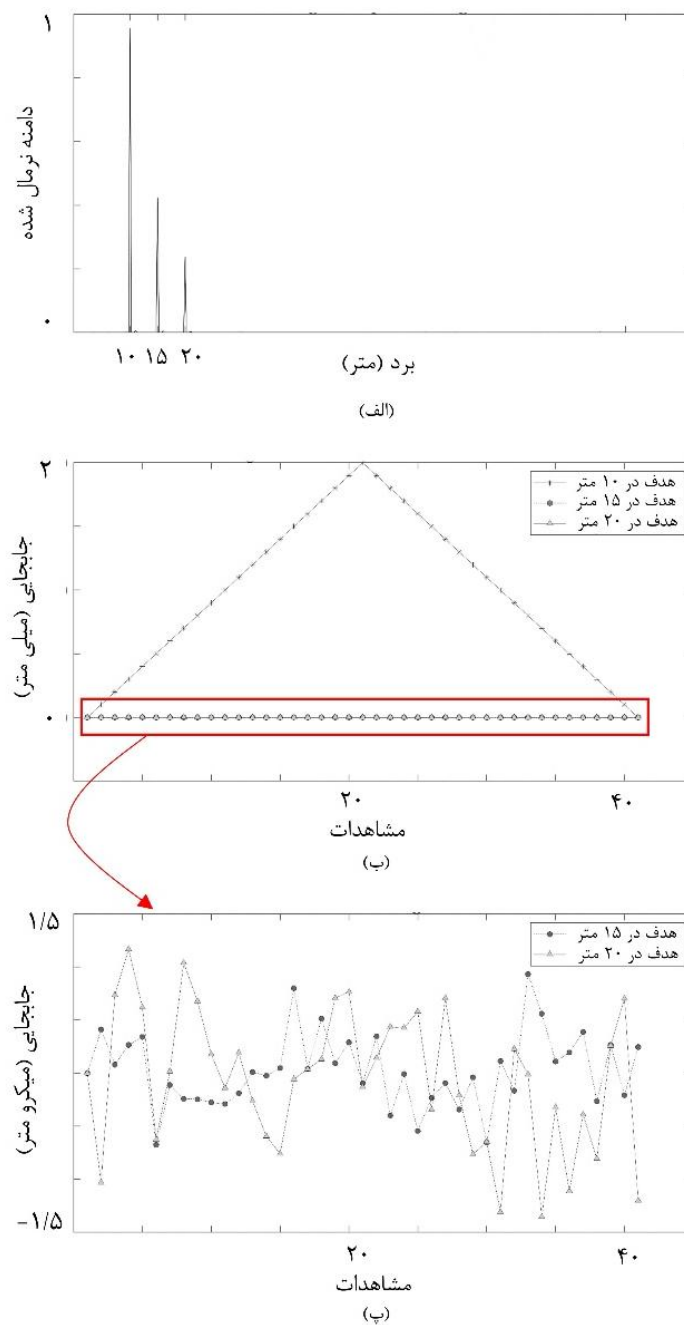 ۱
دامنه نرمال شده
۰
۱۰ ۱۵ ۲۰
برد (متر)
(الف)
۲
هدف در ۱۰ متر
هدف در ۱۵ متر
هدف در ۲۰ متر
جابجایی (میلی متر)
۰
۲۰ ۴۰
مشاهدات
(ب)
۱/۵
هدف در ۱۵ متر
هدف در ۲۰ متر
جابجایی (میکرو متر)
-۱/۵
۲۰ ۴۰
مشاهدات
(پ)